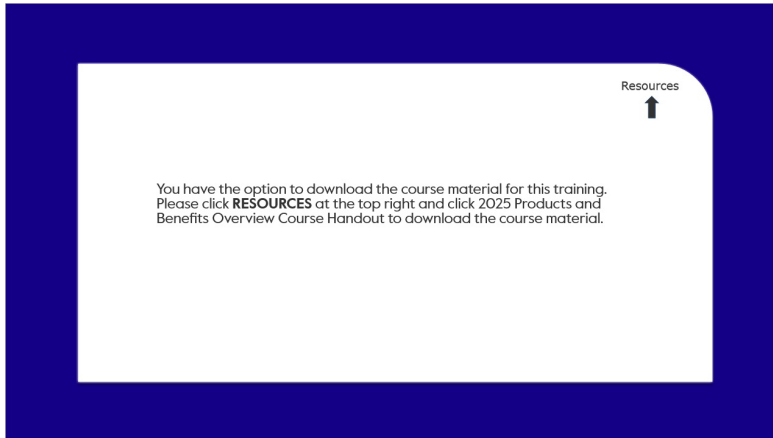 Resources
You have the option to download the course material for this training.
Please click RESOURCES at the top right and click 2025 Products and
Benefits Overview Course Handout to download the course material.